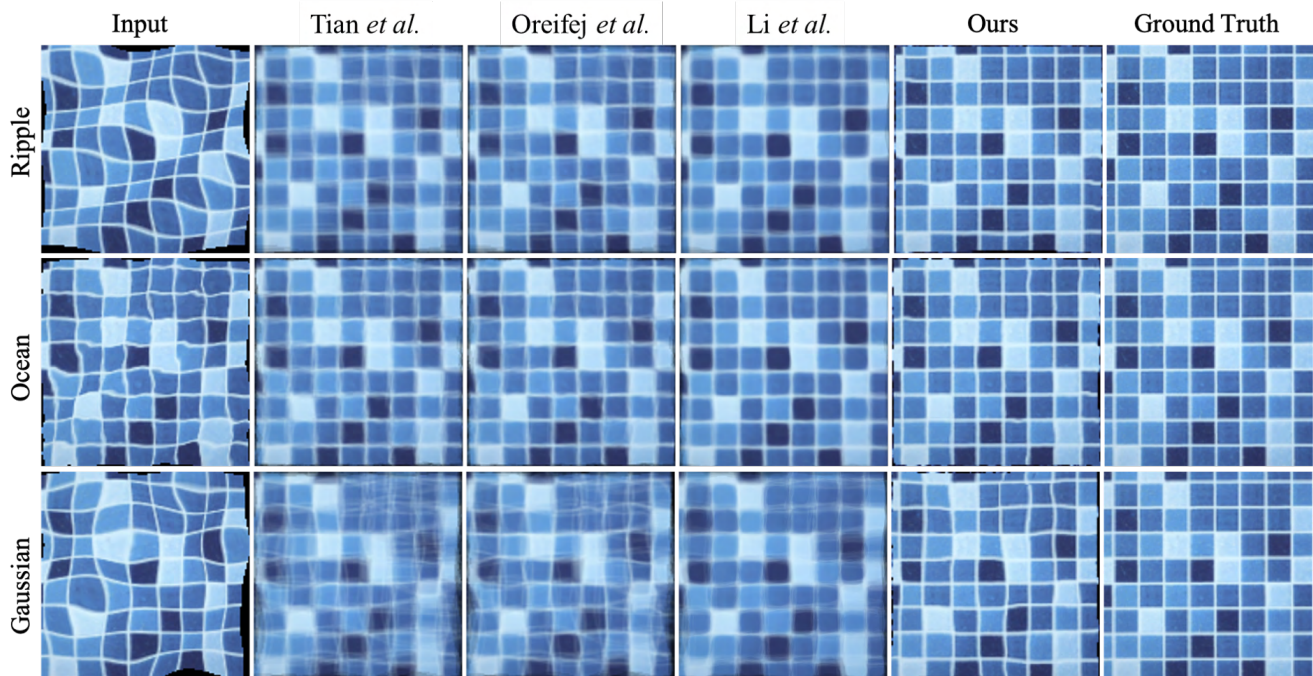 Input Tian et al. Oreifej et al. Li et al. Ours Ground Truth
Ripple
Ocean
Gaussian